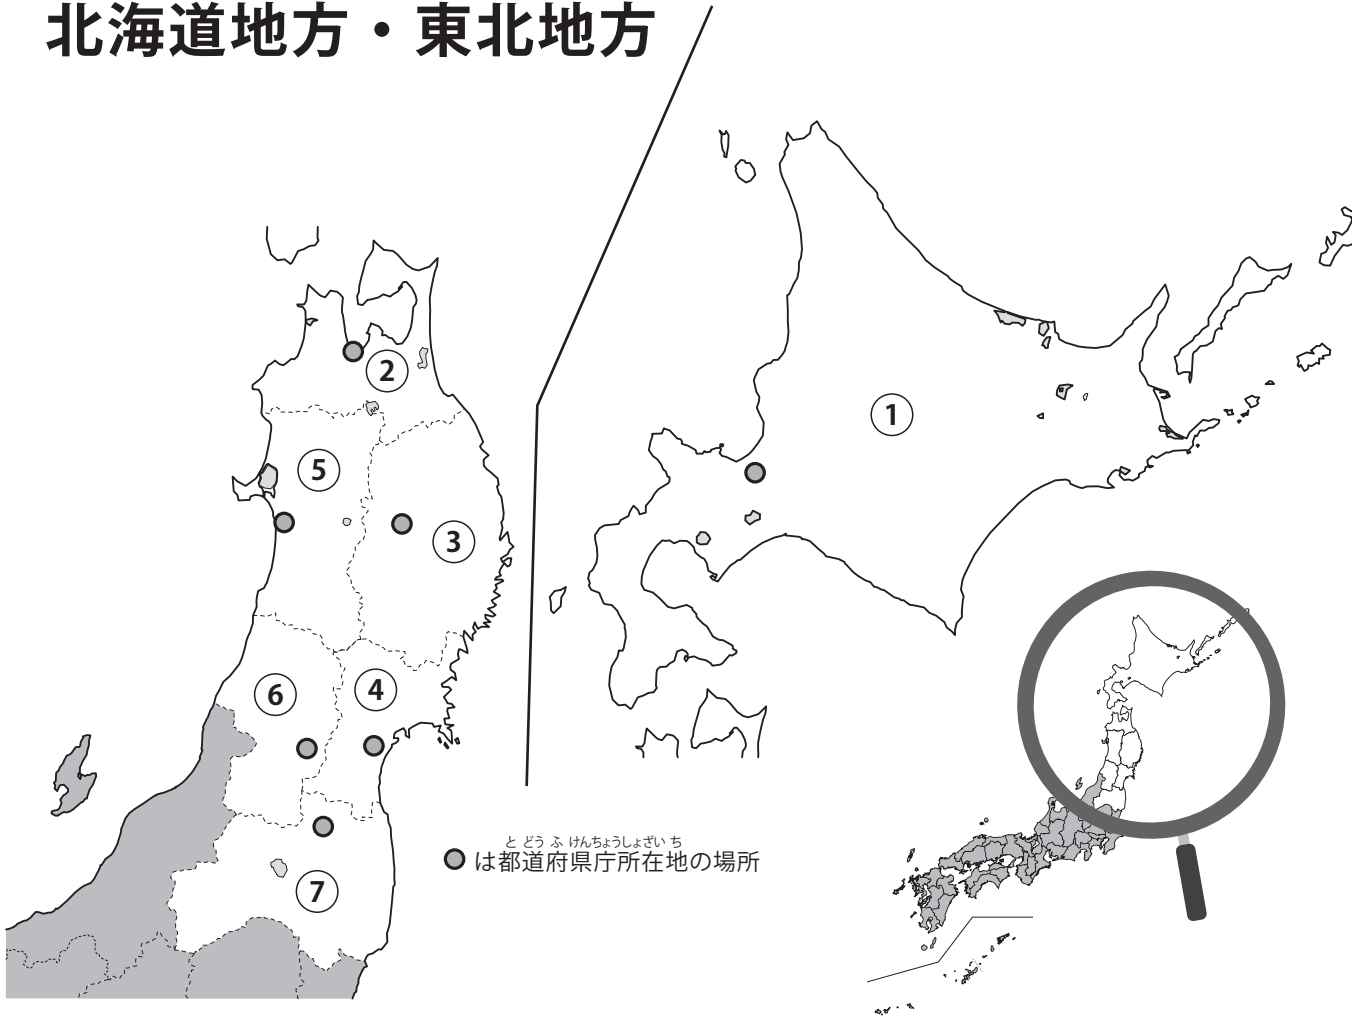 北海道地方・東北地方
①
②
⑤
③
⑥
④
⑦
と どう ふ けんちょうしょざい ち
は都道府県庁所在地の場所